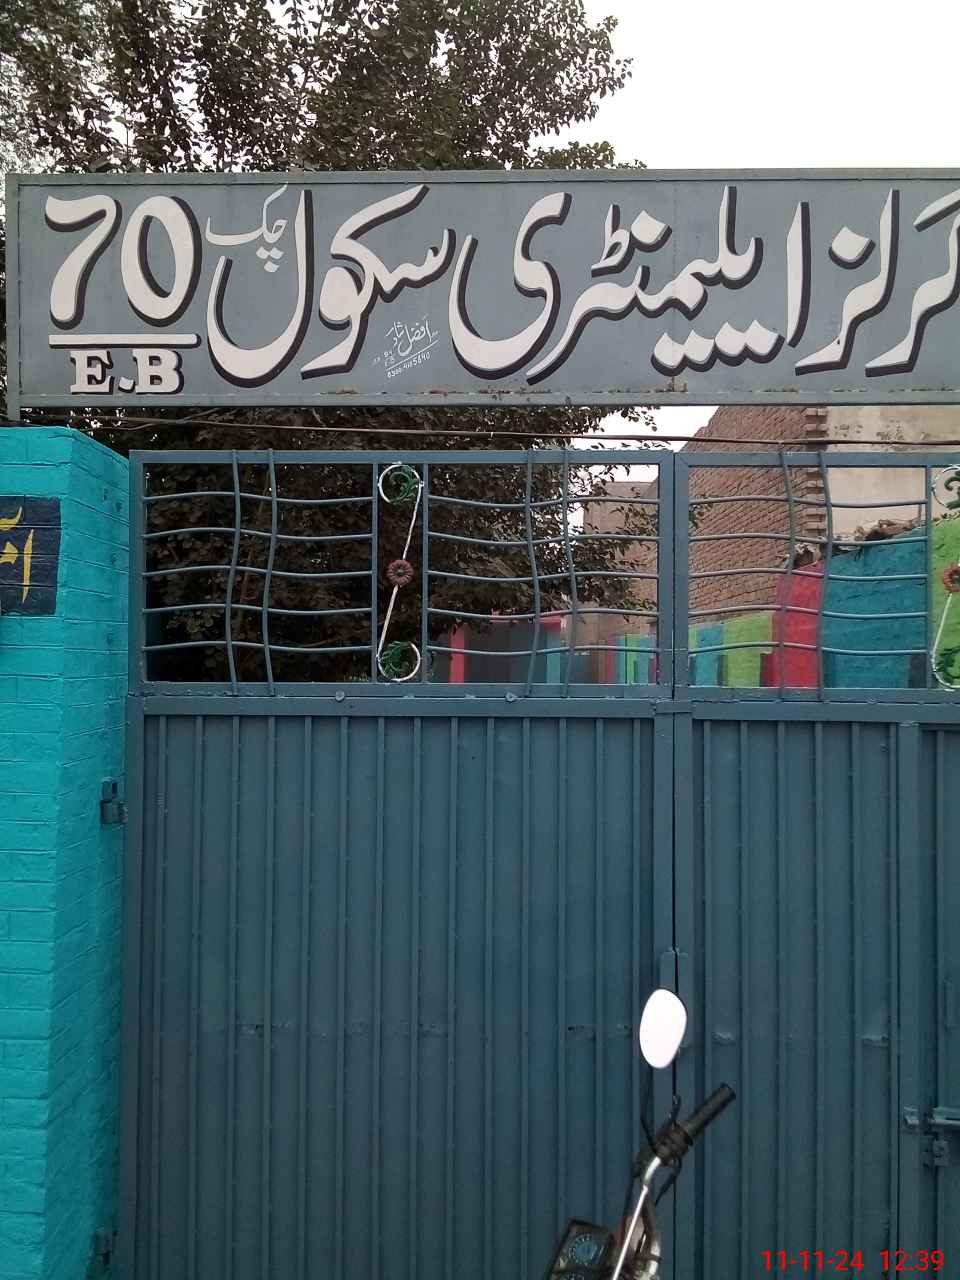 گرلز ایلیمنٹری سکول چک 70
E.B
افضل
11-11-24 12:39